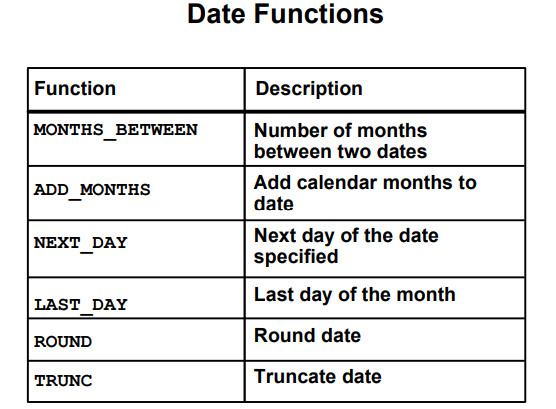 Date Functions
Function Description
MONTHS_BETWEEN Number of months
between two dates
ADD_MONTHS Add calendar months to
date
NEXT_DAY Next day of the date
specified
LAST_DAY Last day of the month
ROUND Round date
TRUNC Truncate date